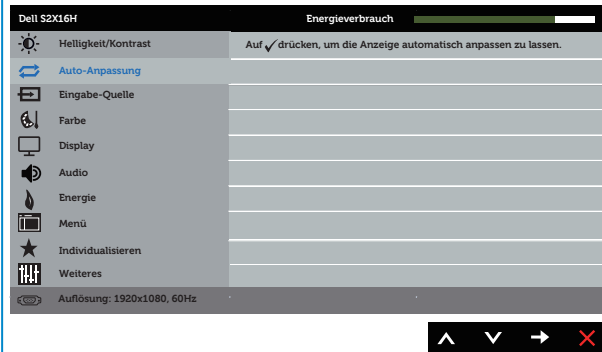 Dell S2X16H Energieverbrauch
Helligkeit/Kontrast
Auf ✓ drücken, um die Anzeige automatisch anpassen zu lassen.
Auto-Anpassung
Eingabe-Quelle
Farbe
Display
Audio
Energie
Menü
Individualisieren
Weiteres
Auflösung: 1920x1080, 60Hz